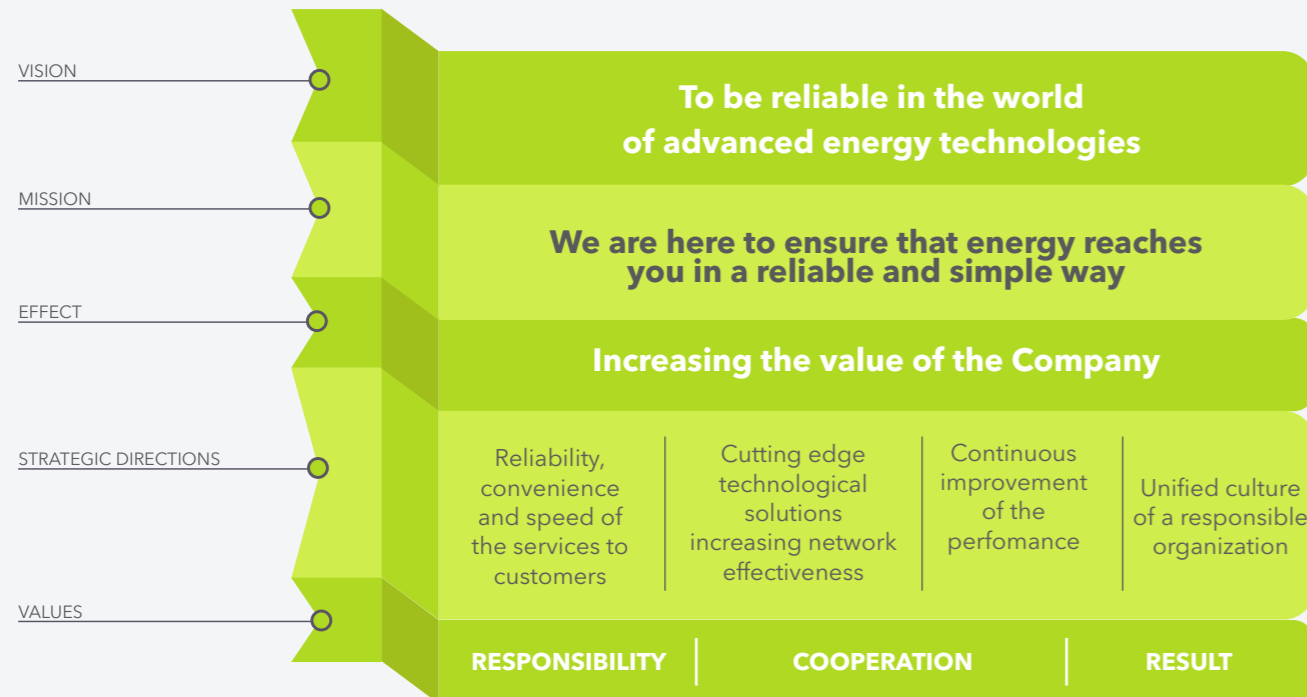 VISION
To be reliable in the world
of advanced energy technologies
MISSION
We are here to ensure that energy reaches
you in a reliable and simple way
EFFECT
Increasing the value of the Company
STRATEGIC DIRECTIONS
Reliability,
convenience
and speed of
the services to
customers
Cutting edge
technological
solutions
increasing network
effectiveness
Continuous
improvement
of the
perfomance
Unified culture
of a responsible
organization
VALUES
RESPONSIBILITY
COOPERATION
RESULT